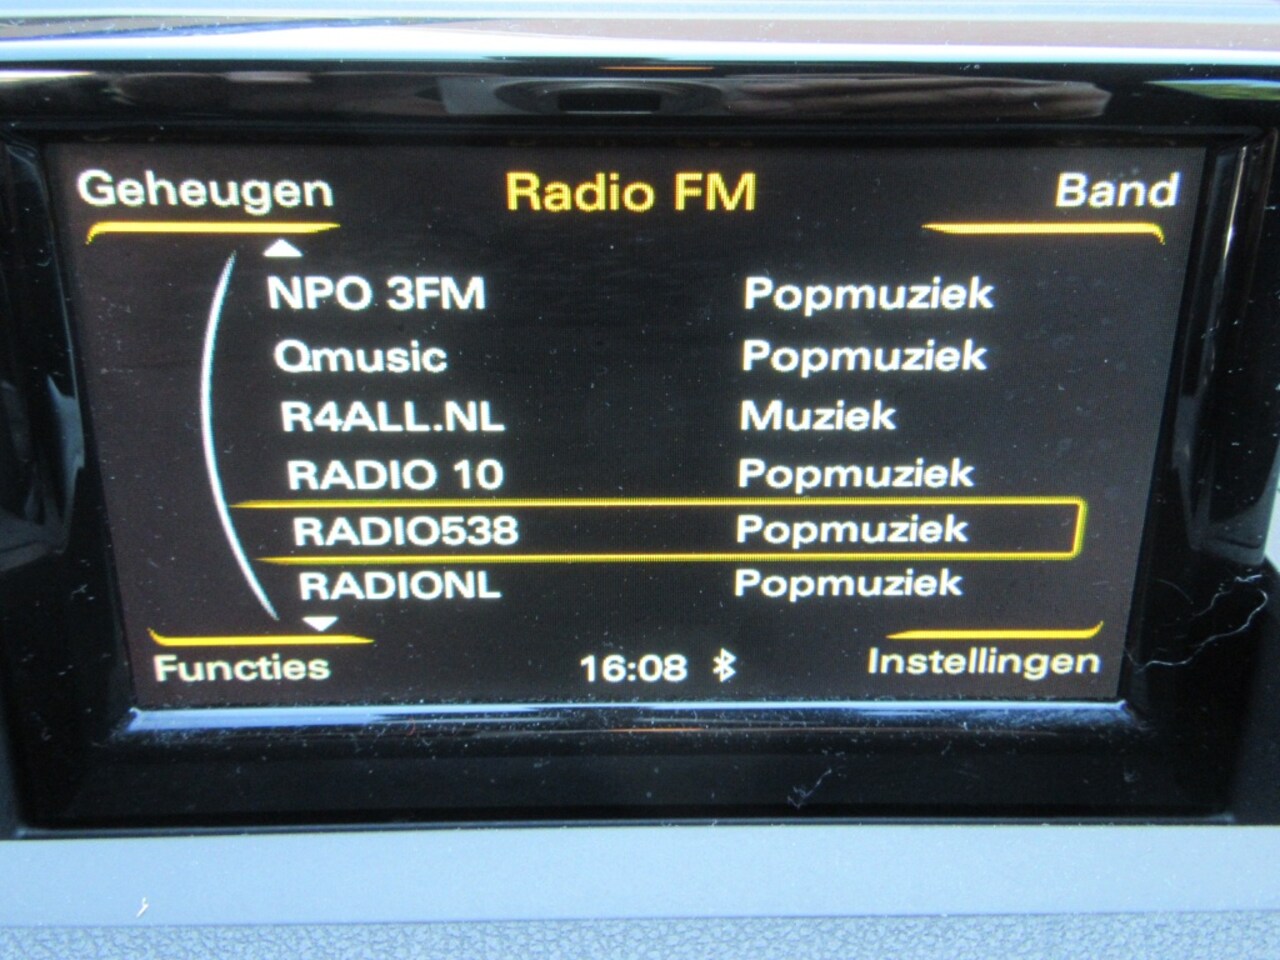 Geheugen Radio FM Band
NPO 3FM Popmuziek
Qmusic Popmuziek
R4ALL.NL Muziek
RADIO 10 Popmuziek
RADIO538 Popmuziek
RADIONL Popmuziek
Functies 16:08 Instellingen